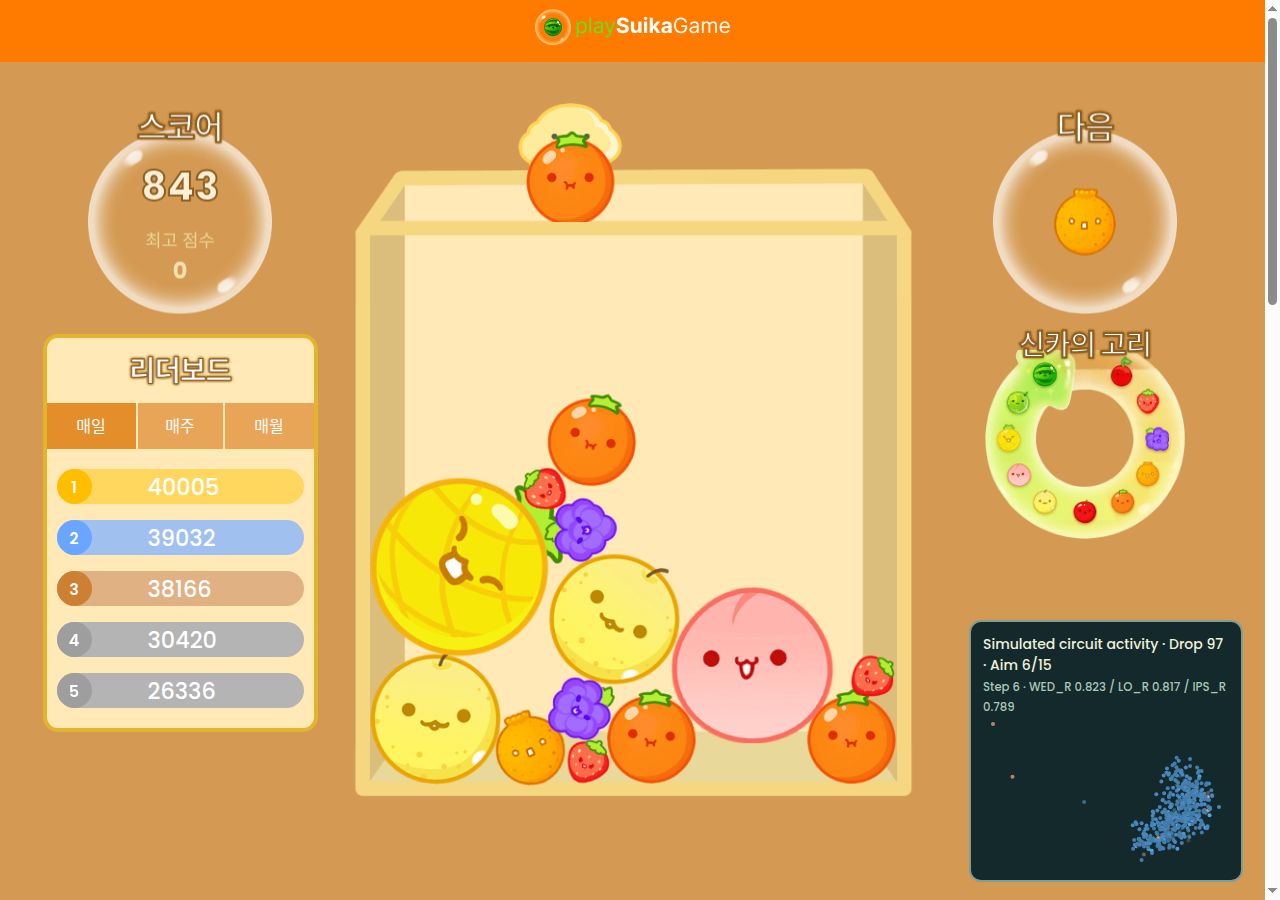 playSuikaGame
스코어
843
최고 점수
0
리더보드
매일
매주
매월
1 40005
2 39032
3 38166
4 30420
5 26336
다음
신카의 고리
Simulated circuit activity · Drop 97
· Aim 6/15
Step 6 · WED_R 0.823 / LO_R 0.817 / IPS_R
0.789